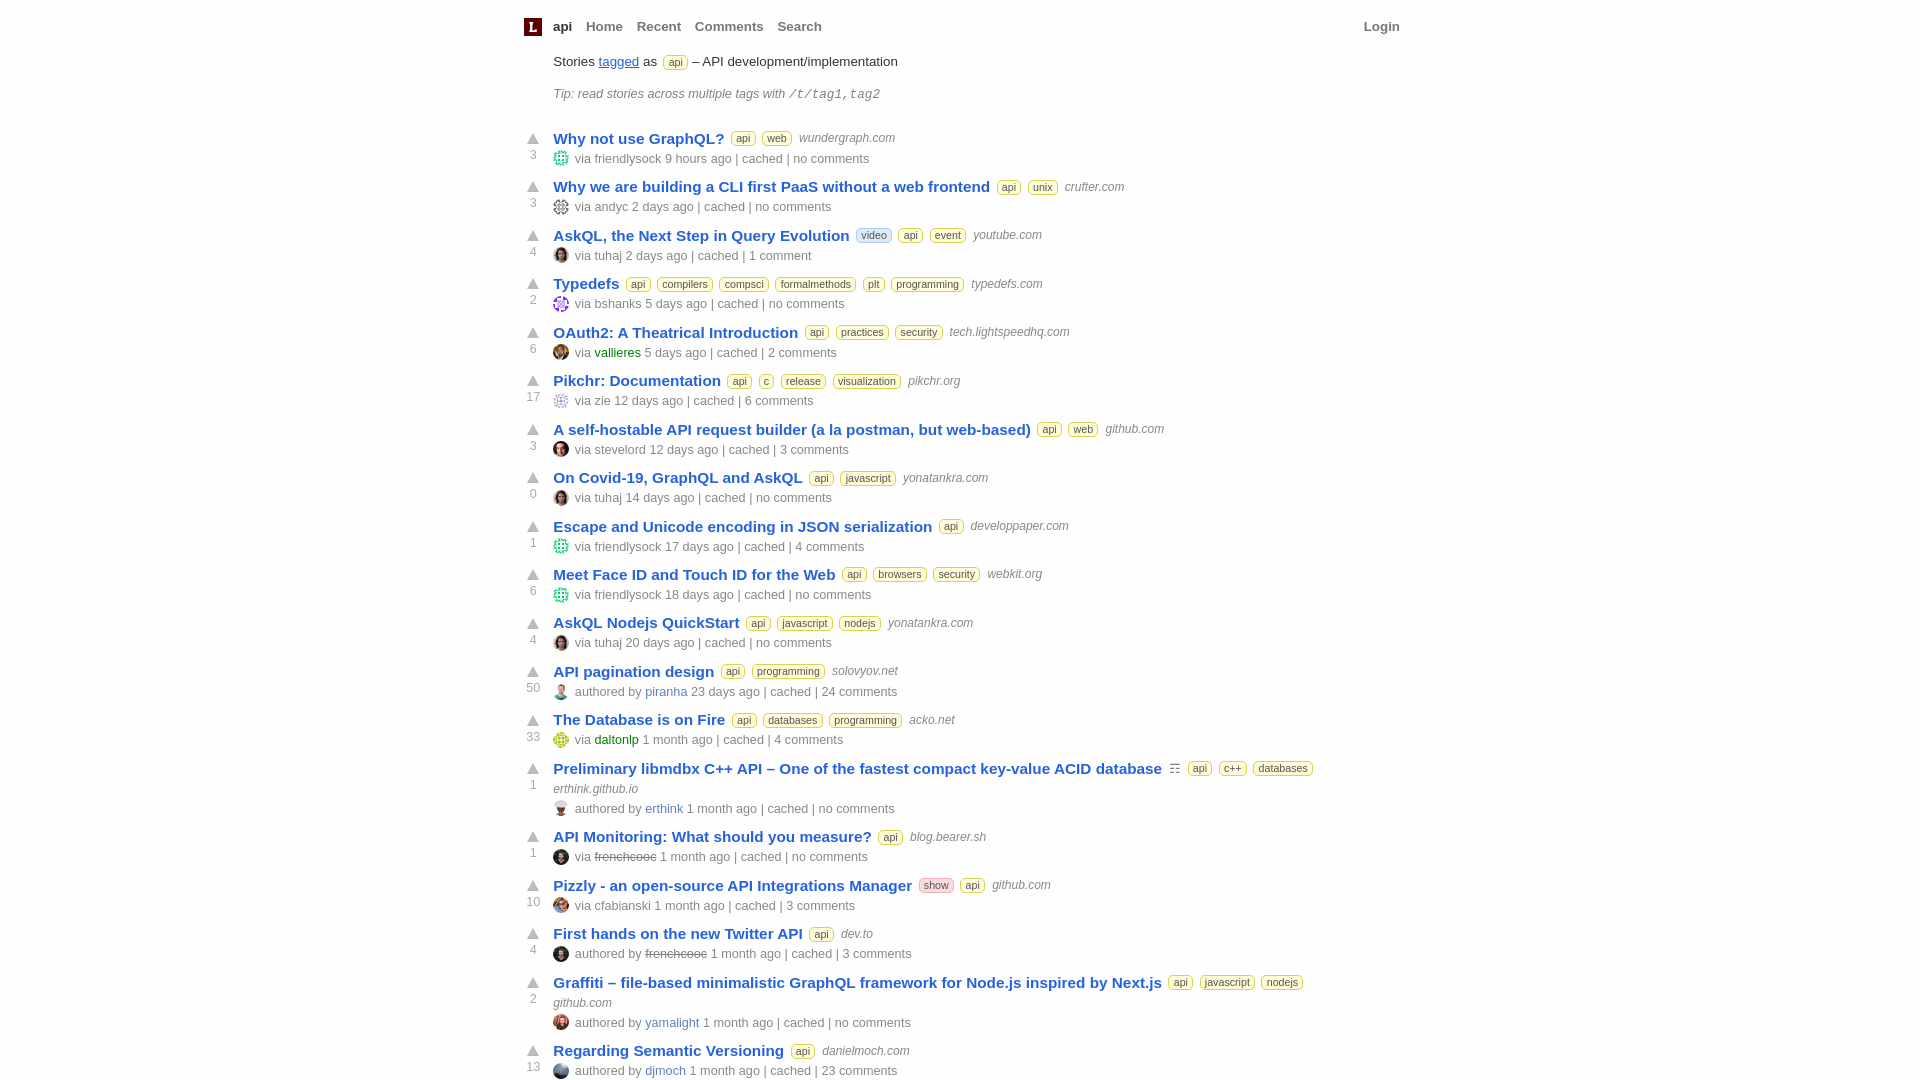 L api Home Recent Comments Search Login
Stories tagged as api – API development/implementation
Tip: read stories across multiple tags with /t/tag1,tag2
Why not use GraphQL? api web wundergraph.com
3 via friendlysock 9 hours ago | cached | no comments
Why we are building a CLI first PaaS without a web frontend api unix crufter.com
3 via andyc 2 days ago | cached | no comments
AskQL, the Next Step in Query Evolution video api event youtube.com
4 via tuhaj 2 days ago | cached | 1 comment
Typedefs api compilers compsci formalmethods plt programming typedefs.com
2 via bshanks 5 days ago | cached | no comments
OAuth2: A Theatrical Introduction api practices security tech.lightspeedhq.com
6 via vallieres 5 days ago | cached | 2 comments
Pikchr: Documentation api c release visualization pikchr.org
17 via zie 12 days ago | cached | 6 comments
A self-hostable API request builder (a la postman, but web-based) api web github.com
3 via stevelord 12 days ago | cached | 3 comments
On Covid-19, GraphQL and AskQL api javascript yonatankra.com
0 via tuhaj 14 days ago | cached | no comments
Escape and Unicode encoding in JSON serialization api developpaper.com
1 via friendlysock 17 days ago | cached | 4 comments
Meet Face ID and Touch ID for the Web api browsers security webkit.org
6 via friendlysock 18 days ago | cached | no comments
AskQL Nodejs QuickStart api javascript nodejs yonatankra.com
4 via tuhaj 20 days ago | cached | no comments
API pagination design api programming solovyov.net
50 authored by piranha 23 days ago | cached | 24 comments
The Database is on Fire api databases programming acko.net
33 via daltonlp 1 month ago | cached | 4 comments
Preliminary libmdbx C++ API – One of the fastest compact key-value ACID database ☶ api c++ databases
1 erthink.github.io
authored by erthink 1 month ago | cached | no comments
API Monitoring: What should you measure? api blog.bearer.sh
1 via frenchcooc 1 month ago | cached | no comments
Pizzly - an open-source API Integrations Manager show api github.com
10 via cfabianski 1 month ago | cached | 3 comments
First hands on the new Twitter API api dev.to
4 authored by frenchcooc 1 month ago | cached | 3 comments
Graffiti – file-based minimalistic GraphQL framework for Node.js inspired by Next.js api javascript nodejs
2 github.com
authored by yamalight 1 month ago | cached | no comments
Regarding Semantic Versioning api danielmoch.com
13 authored by djmoch 1 month ago | cached | 23 comments